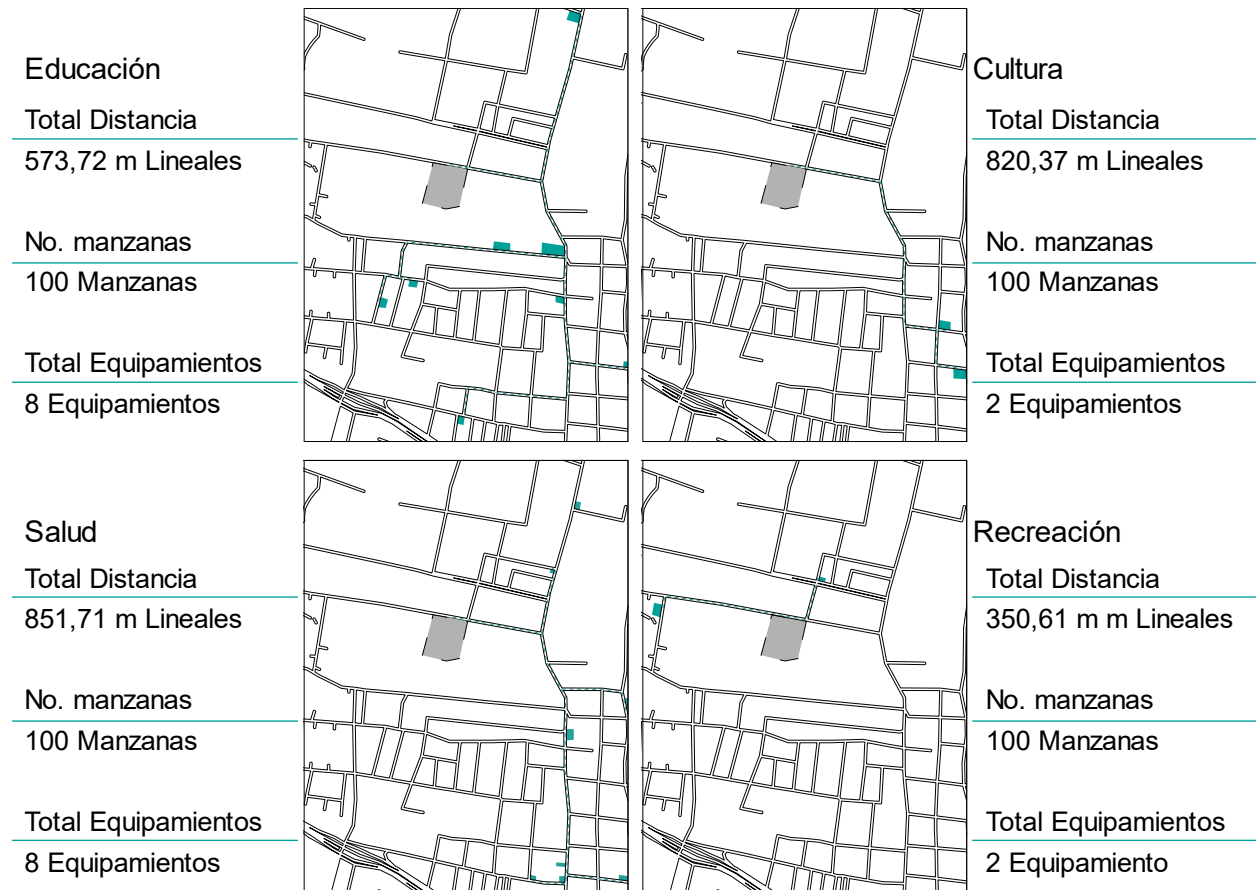 Educación
Total Distancia
573,72 m Lineales
No. manzanas
100 Manzanas
Total Equipamientos
8 Equipamientos
Cultura
Total Distancia
820,37 m Lineales
No. manzanas
100 Manzanas
Total Equipamientos
2 Equipamientos
Salud
Total Distancia
851,71 m Lineales
No. manzanas
100 Manzanas
Total Equipamientos
8 Equipamientos
Recreación
Total Distancia
350,61 m m Lineales
No. manzanas
100 Manzanas
Total Equipamientos
2 Equipamiento